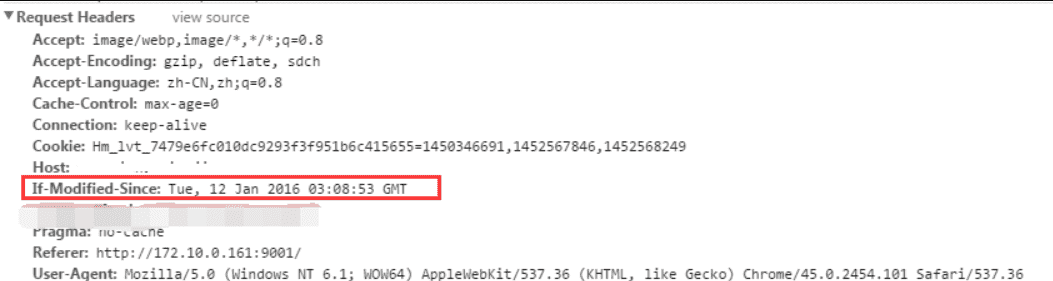 Request Headers view source
Accept: image/webp,image/*,*/*;q=0.8
Accept-Encoding: gzip, deflate, sdch
Accept-Language: zh-CN,zh;q=0.8
Cache-Control: max-age=0
Connection: keep-alive
Cookie: Hm_lvt_7479e6fc010dc9293f3f951b6c415655=1450346691,1452567846,1452568249
Host:
If-Modified-Since: Tue, 12 Jan 2016 03:08:53 GMT
Pragma: no-cache
Referer: http://172.10.0.161:9001/
User-Agent: Mozilla/5.0 (Windows NT 6.1; WOW64) AppleWebKit/537.36 (KHTML, like Gecko) Chrome/45.0.2454.101 Safari/537.36